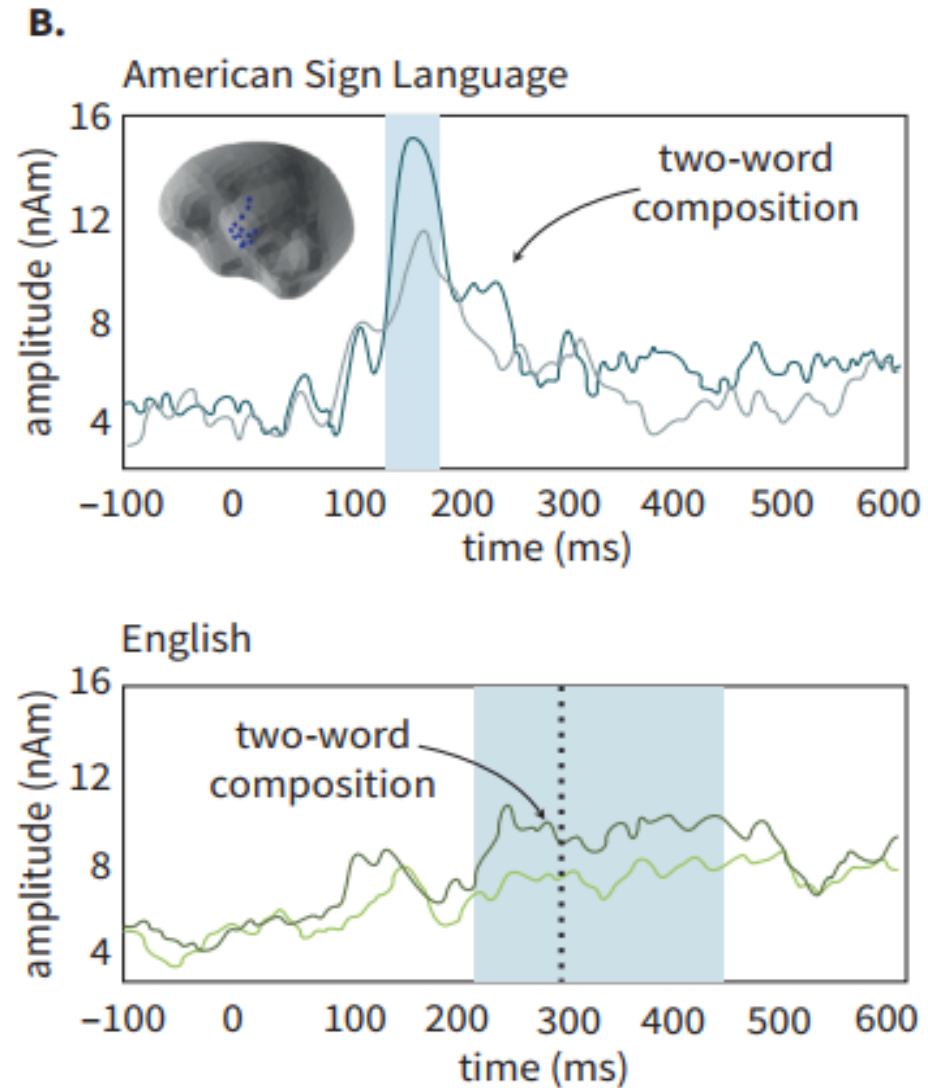 B.
American Sign Language
16
12
8
4
amplitude (nAm)
two-word
composition
–100 0 100 200 300 400 500 600
time (ms)
English
16
12
8
4
amplitude (nAm)
two-word
composition
–100 0 100 200 300 400 500 600
time (ms)